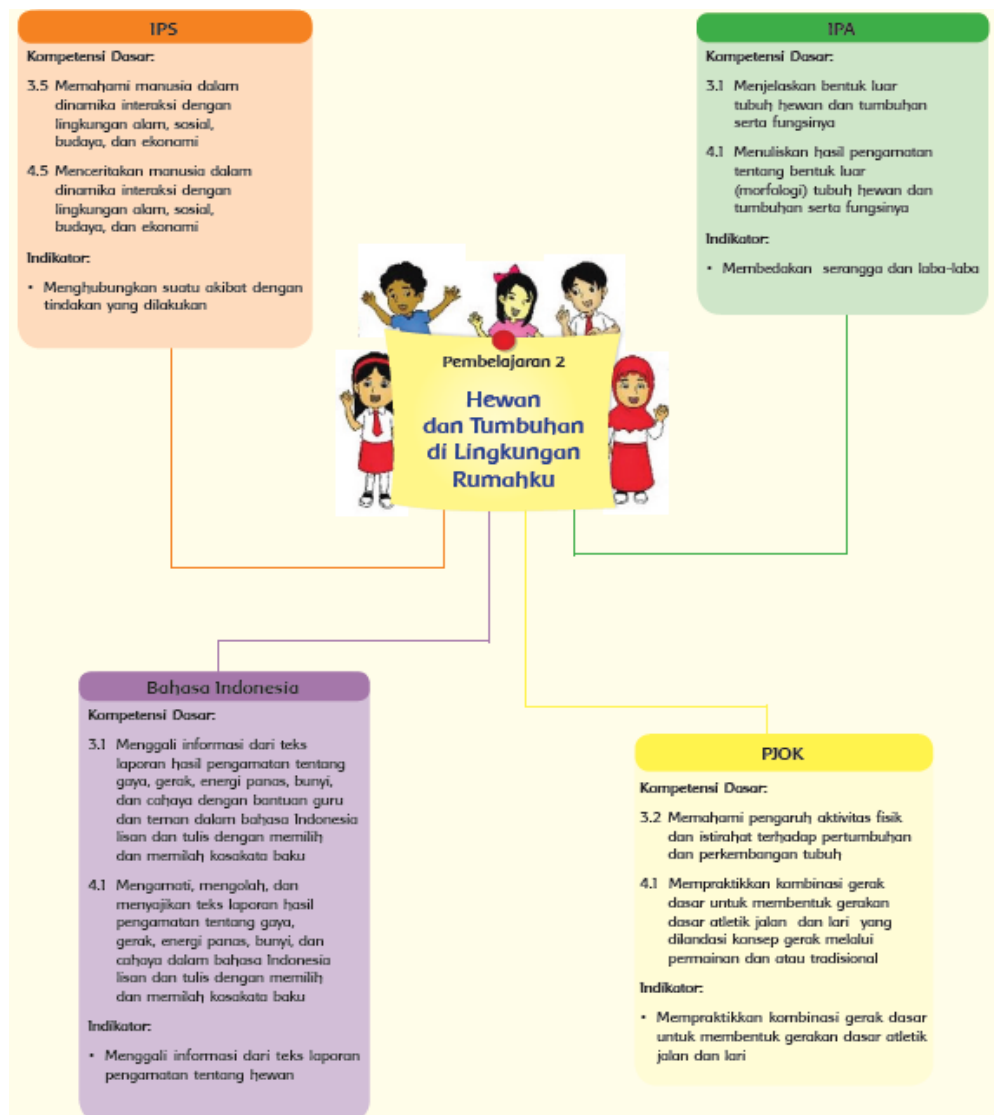 IPS
Kompetensi Dasar:
3.5 Memahami manusia dalam
dinamika interaksi dengan
lingkungan alam, sosial,
budaya, dan ekonomi
4.5 Menceritakan manusia dalam
dinamika interaksi dengan
lingkungan alam, sosial,
budaya, dan ekonomi
Indikator:
• Menghubungkan suatu akibat dengan
tindakan yang dilakukan
IPA
Kompetensi Dasar:
3.1 Menjelaskan bentuk luar
tubuh hewan dan tumbuhan
serta fungsinya
4.1 Menuliskan hasil pengamatan
tentang bentuk luar
(morfologi) tubuh hewan dan
tumbuhan serta fungsinya
Indikator:
• Membedakan serangga dan laba-laba
Pembelajaran 2
Hewan
dan Tumbuhan
di Lingkungan
Rumahku
Bahasa Indonesia
Kompetensi Dasar:
3.1 Menggali informasi dari teks
laporan hasil pengamatan tentang
gaya, gerak, energi panas, bunyi,
dan cahaya dengan bantuan guru
dan teman dalam bahasa Indonesia
lisan dan tulis dengan memilih
dan memilah kosakata baku
4.1 Mengamati, mengolah, dan
menyajikan teks laporan hasil
pengamatan tentang gaya,
gerak, energi panas, bunyi, dan
cahaya dalam bahasa Indonesia
lisan dan tulis dengan memilih
dan memilah kosakata baku
Indikator:
• Menggali informasi dari teks laporan
pengamatan tentang hewan
PJOK
Kompetensi Dasar:
3.2 Memahami pengaruh aktivitas fisik
dan istirahat terhadap pertumbuhan
dan perkembangan tubuh
4.1 Mempraktikkan kombinasi gerak
dasar untuk membentuk gerakan
dasar atletik jalan dan lari yang
dilandasi konsep gerak melalui
permainan dan atau tradisional
Indikator:
• Mempraktikkan kombinasi gerak dasar
untuk membentuk gerakan dasar atletik
jalan dan lari